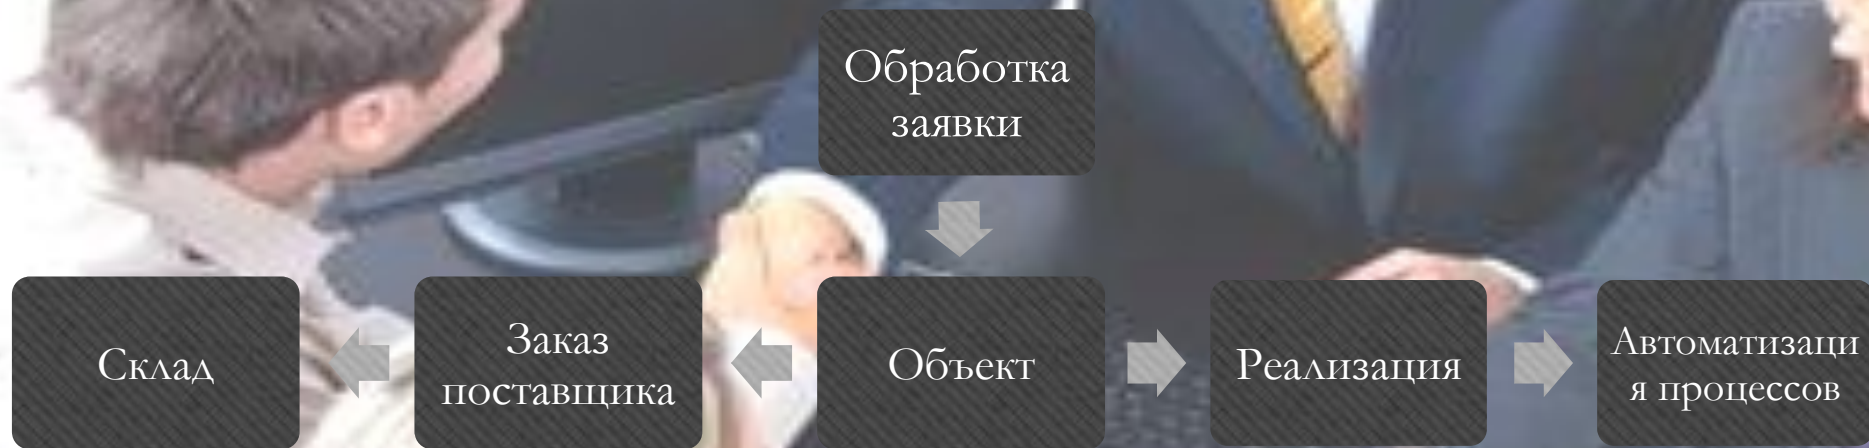 Обработка
заявки
Склад
Заказ
поставщика
Объект
Реализация
Автоматизаци
я процессов